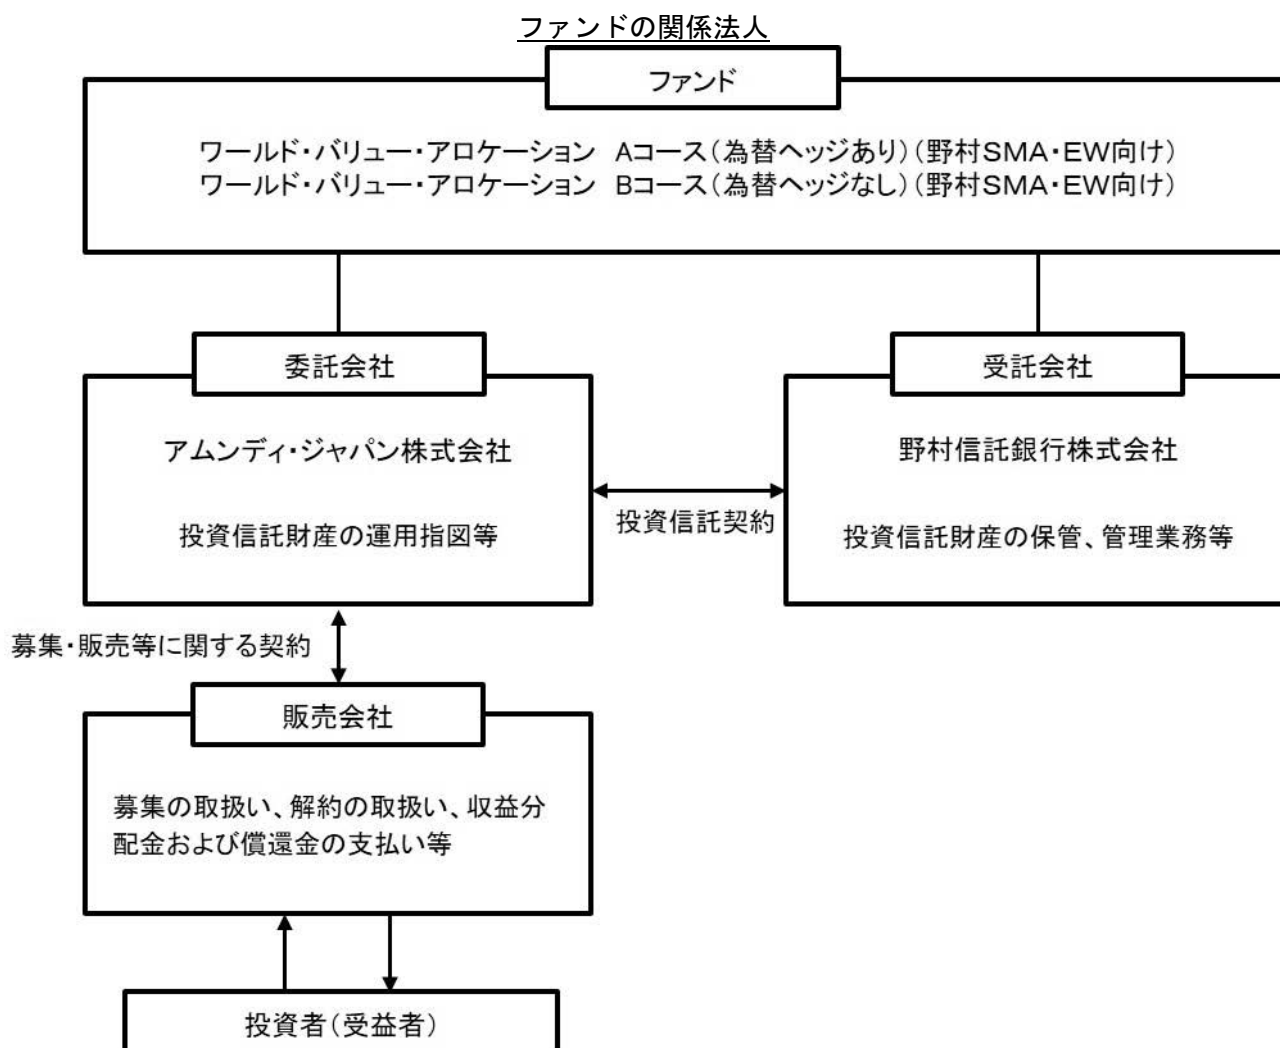 ファンドの関係法人
ファンド
ワールド・バリュー・アロケーション Aコース(為替ヘッジあり)(野村SMA・EW向け)
ワールド・バリュー・アロケーション Bコース(為替ヘッジなし)(野村SMA・EW向け)
委託会社
アムンディ・ジャパン株式会社
投資信託財産の運用指図等
投資信託契約
受託会社
野村信託銀行株式会社
投資信託財産の保管、管理業務等
募集・販売等に関する契約
販売会社
募集の取扱い、解約の取扱い、収益分
配金および償還金の支払い等
投資者(受益者)